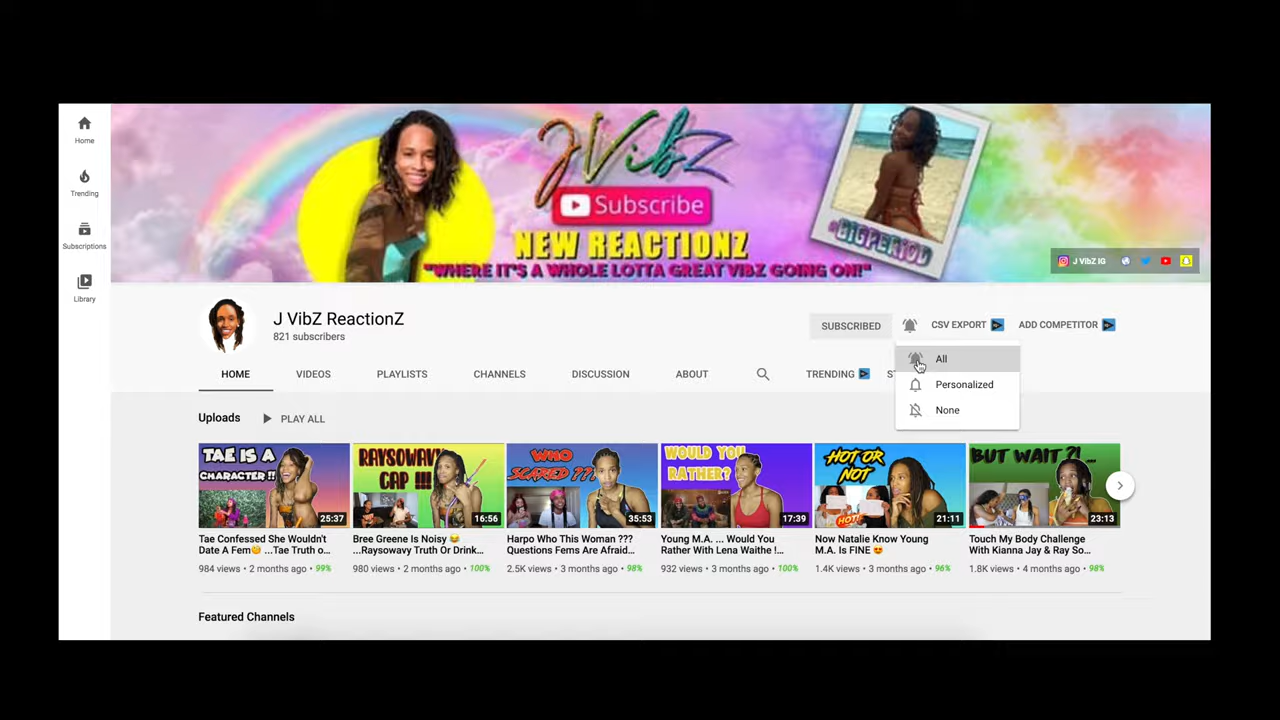 Home
Trending
Subscriptions
Library
JVibZ
Subscribe
NEW REACTIONZ
"WHERE IT'S A WHOLE LOTTA GREAT VIBZ GOING ON!"
#BIGPERIOD
J VibZ IG
J VibZ ReactionZ
821 subscribers
SUBSCRIBED
CSV EXPORT
ADD COMPETITOR
All
Personalized
None
HOME
VIDEOS
PLAYLISTS
CHANNELS
DISCUSSION
ABOUT
TRENDING
Uploads
PLAY ALL
TAE IS A
CHARACTER!!
25:37
RAYSOWAVY
CAP !!!
16:56
WHO
SCARED ???
35:53
WOULD YOU
RATHER?
17:39
HOT OR
NOT
HOT!
21:11
BUT WAIT ?!...
23:13
Tae Confessed She Wouldn't
Date A Fem🤔 ...Tae Truth o...
984 views • 2 months ago • 99%
Bree Greene Is Noisy 😂
...Raysowavy Truth Or Drink...
980 views • 2 months ago • 100%
Harpo Who This Woman ???
Questions Fems Are Afraid...
2.5K views • 3 months ago • 98%
Young M.A. ... Would You
Rather With Lena Waithe !...
932 views • 3 months ago • 100%
Now Natalie Know Young
M.A. Is FINE 😍
1.4K views • 3 months ago • 96%
Touch My Body Challenge
With Kianna Jay & Ray So...
1.8K views • 4 months ago • 98%
Featured Channels